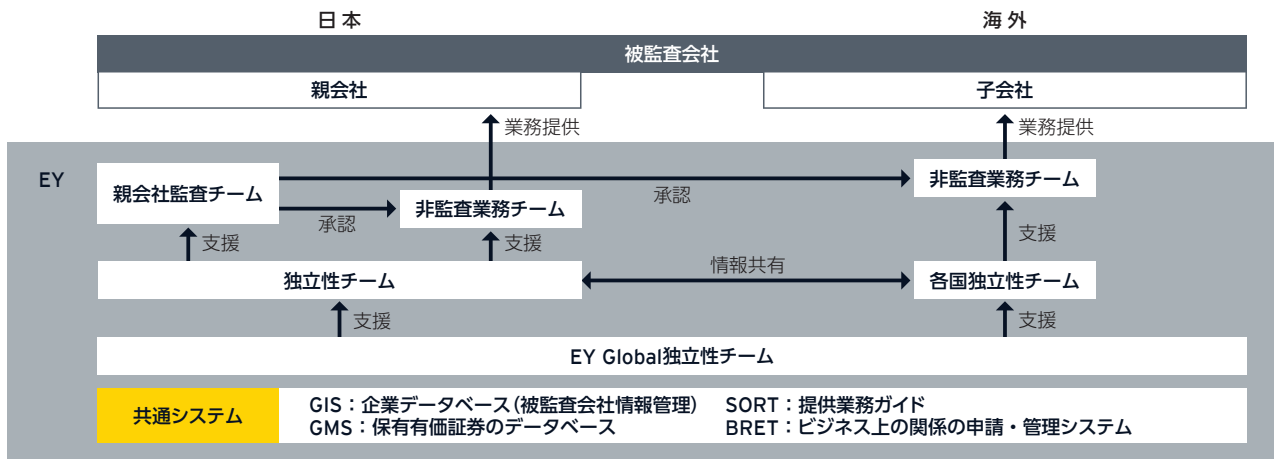 日本
海外
被監査会社
親会社
子会社
業務提供
業務提供
EY
親会社監査チーム
非監査業務チーム
承認
承認
非監査業務チーム
支援
支援
支援
独立性チーム
情報共有
各国独立性チーム
支援
支援
EY Global独立性チーム
共通システム
GIS：企業データベース（被監査会社情報管理）
SORT：提供業務ガイド
GMS：保有有価証券のデータベース
BRET：ビジネス上の関係の申請・管理システム